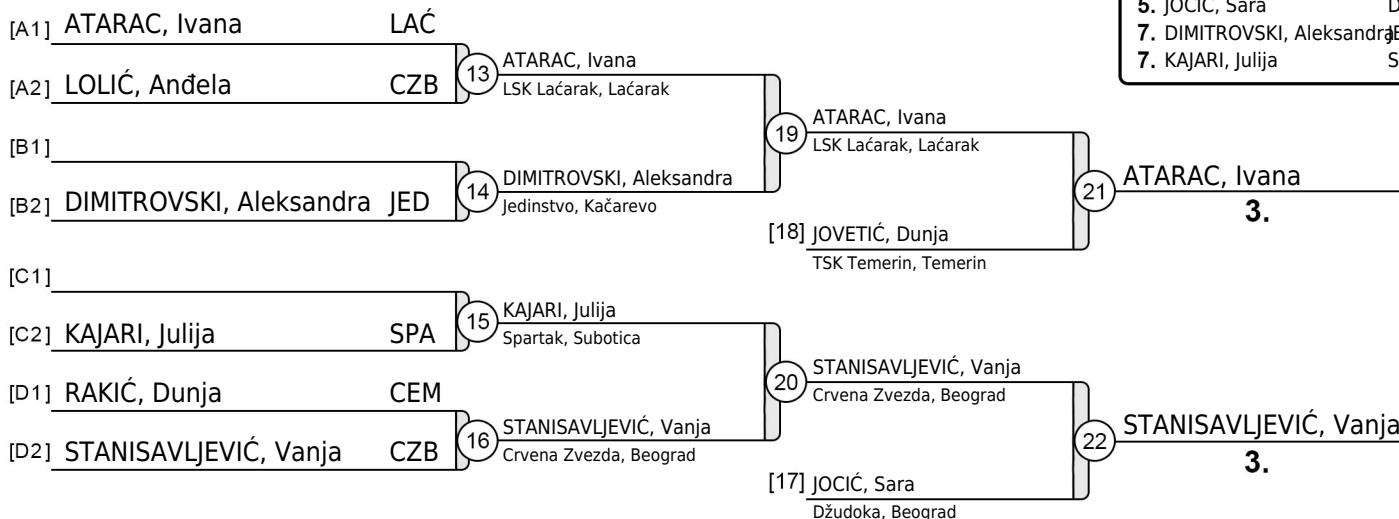 5. JOCIĆ, Sara D
7. DIMITROVSKI, Aleksandra
7. KAJARI, Julija S
[A1] ATARAC, Ivana LAĆ
[A2] LOLIĆ, Anđela CZB
13
ATARAC, Ivana
LSK Laćarak, Laćarak
[B1]
[B2] DIMITROVSKI, Aleksandra JED
14
DIMITROVSKI, Aleksandra
Jedinstvo, Kačarevo
19
ATARAC, Ivana
LSK Laćarak, Laćarak
[18] JOVETIĆ, Dunja
TSK Temerin, Temerin
21
ATARAC, Ivana
3.
[C1]
[C2] KAJARI, Julija SPA
15
KAJARI, Julija
Spartak, Subotica
[D1] RAKIĆ, Dunja CEM
[D2] STANISAVLJEVIĆ, Vanja CZB
16
STANISAVLJEVIĆ, Vanja
Crvena Zvezda, Beograd
20
STANISAVLJEVIĆ, Vanja
Crvena Zvezda, Beograd
[17] JOCIĆ, Sara
Džudoka, Beograd
22
STANISAVLJEVIĆ, Vanja
3.